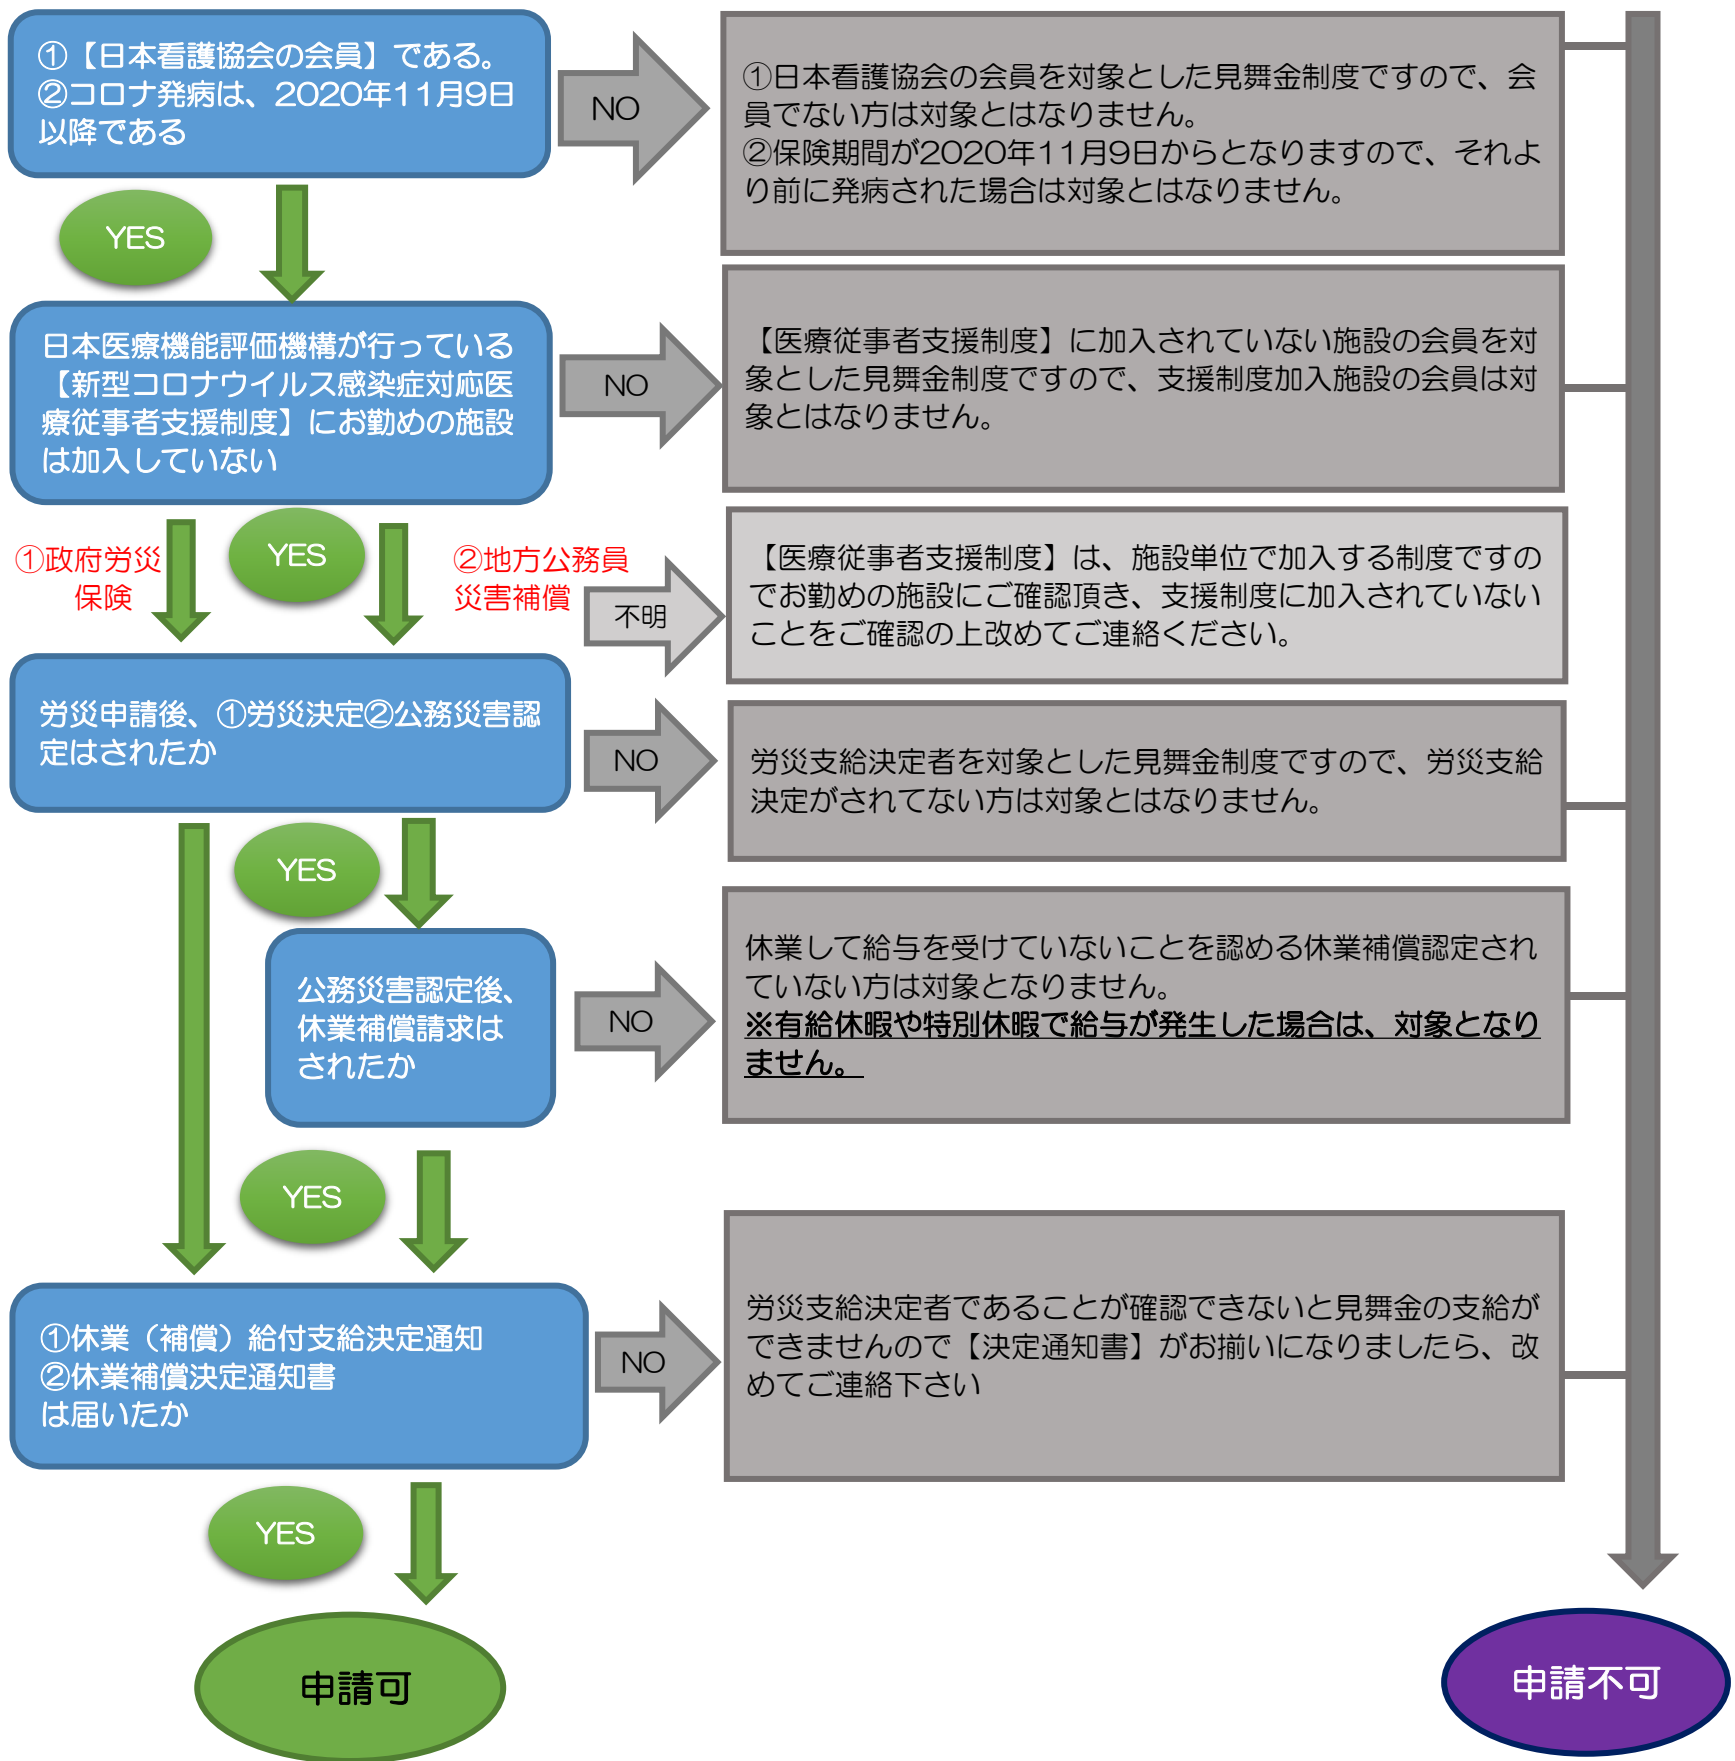 ①【日本看護協会の会員】である。
②コロナ発病は、2020年11月9日
以降である
NO
①日本看護協会の会員を対象とした見舞金制度ですので、会
員でない方は対象とはなりません。
②保険期間が2020年11月9日からとなりますので、それよ
り前に発病された場合は対象とはなりません。
YES
日本医療機能評価機構が行っている
【新型コロナウイルス感染症対応医
療従事者支援制度】にお勤めの施設
は加入していない
NO
【医療従事者支援制度】に加入されていない施設の会員を対
象とした見舞金制度ですので、支援制度加入施設の会員は対
象とはなりません。
①政府労災
保険
YES
②地方公務員
災害補償
不明
【医療従事者支援制度】は、施設単位で加入する制度ですの
でお勤めの施設にご確認頂き、支援制度に加入されていない
ことをご確認の上改めてご連絡ください。
労災申請後、①労災決定②公務災害認
定はされたか
NO
労災支給決定者を対象とした見舞金制度ですので、労災支給
決定がされてない方は対象とはなりません。
YES
公務災害認定後、
休業補償請求は
されたか
NO
休業して給与を受けていないことを認める休業補償認定され
ていない方は対象となりません。
※有給休暇や特別休暇で給与が発生した場合は、対象となり
ません。
YES
①休業（補償）給付支給決定通知
②休業補償決定通知書
は届いたか
NO
労災支給決定者であることが確認できないと見舞金の支給が
できませんので【決定通知書】がお揃いになりましたら、改
めてご連絡下さい
YES
申請可
申請不可